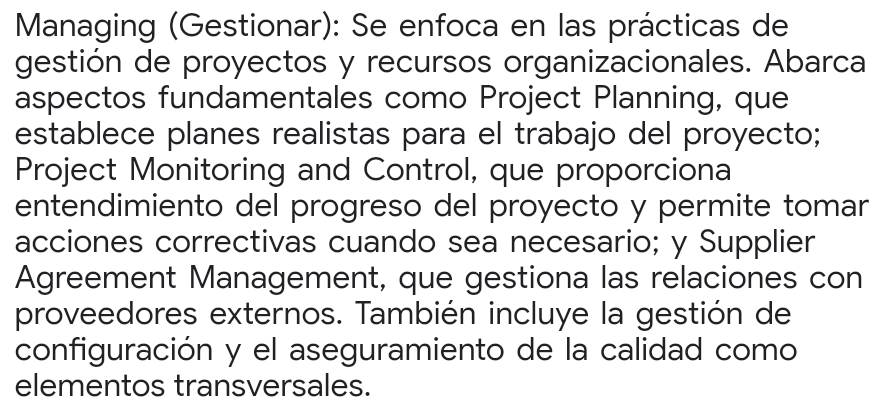 Managing (Gestionar): Se enfoca en las prácticas de
gestión de proyectos y recursos organizacionales. Abarca
aspectos fundamentales como Project Planning, que
establece planes realistas para el trabajo del proyecto;
Project Monitoring and Control, que proporciona
entendimiento del progreso del proyecto y permite tomar
acciones correctivas cuando sea necesario; y Supplier
Agreement Management, que gestiona las relaciones con
proveedores externos. También incluye la gestión de
configuración y el aseguramiento de la calidad como
elementos transversales.